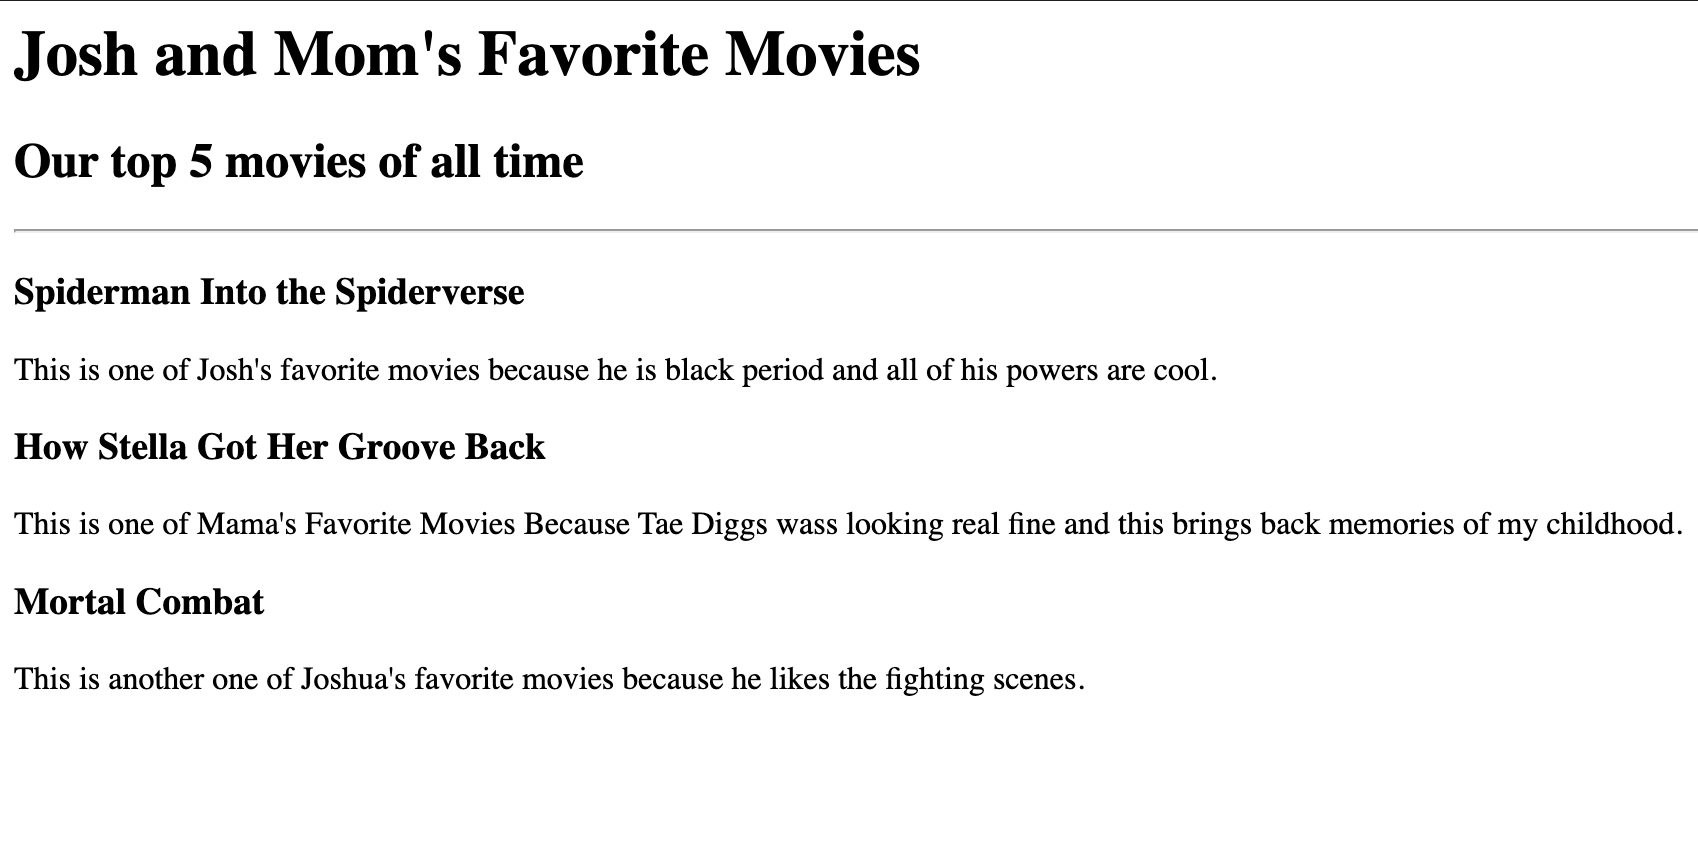 Josh and Mom's Favorite Movies
Our top 5 movies of all time
Spiderman Into the Spiderverse
This is one of Josh's favorite movies because he is black period and all of his powers are cool.
How Stella Got Her Groove Back
This is one of Mama's Favorite Movies Because Tae Diggs wass looking real fine and this brings back memories of my childhood.
Mortal Combat
This is another one of Joshua's favorite movies because he likes the fighting scenes.